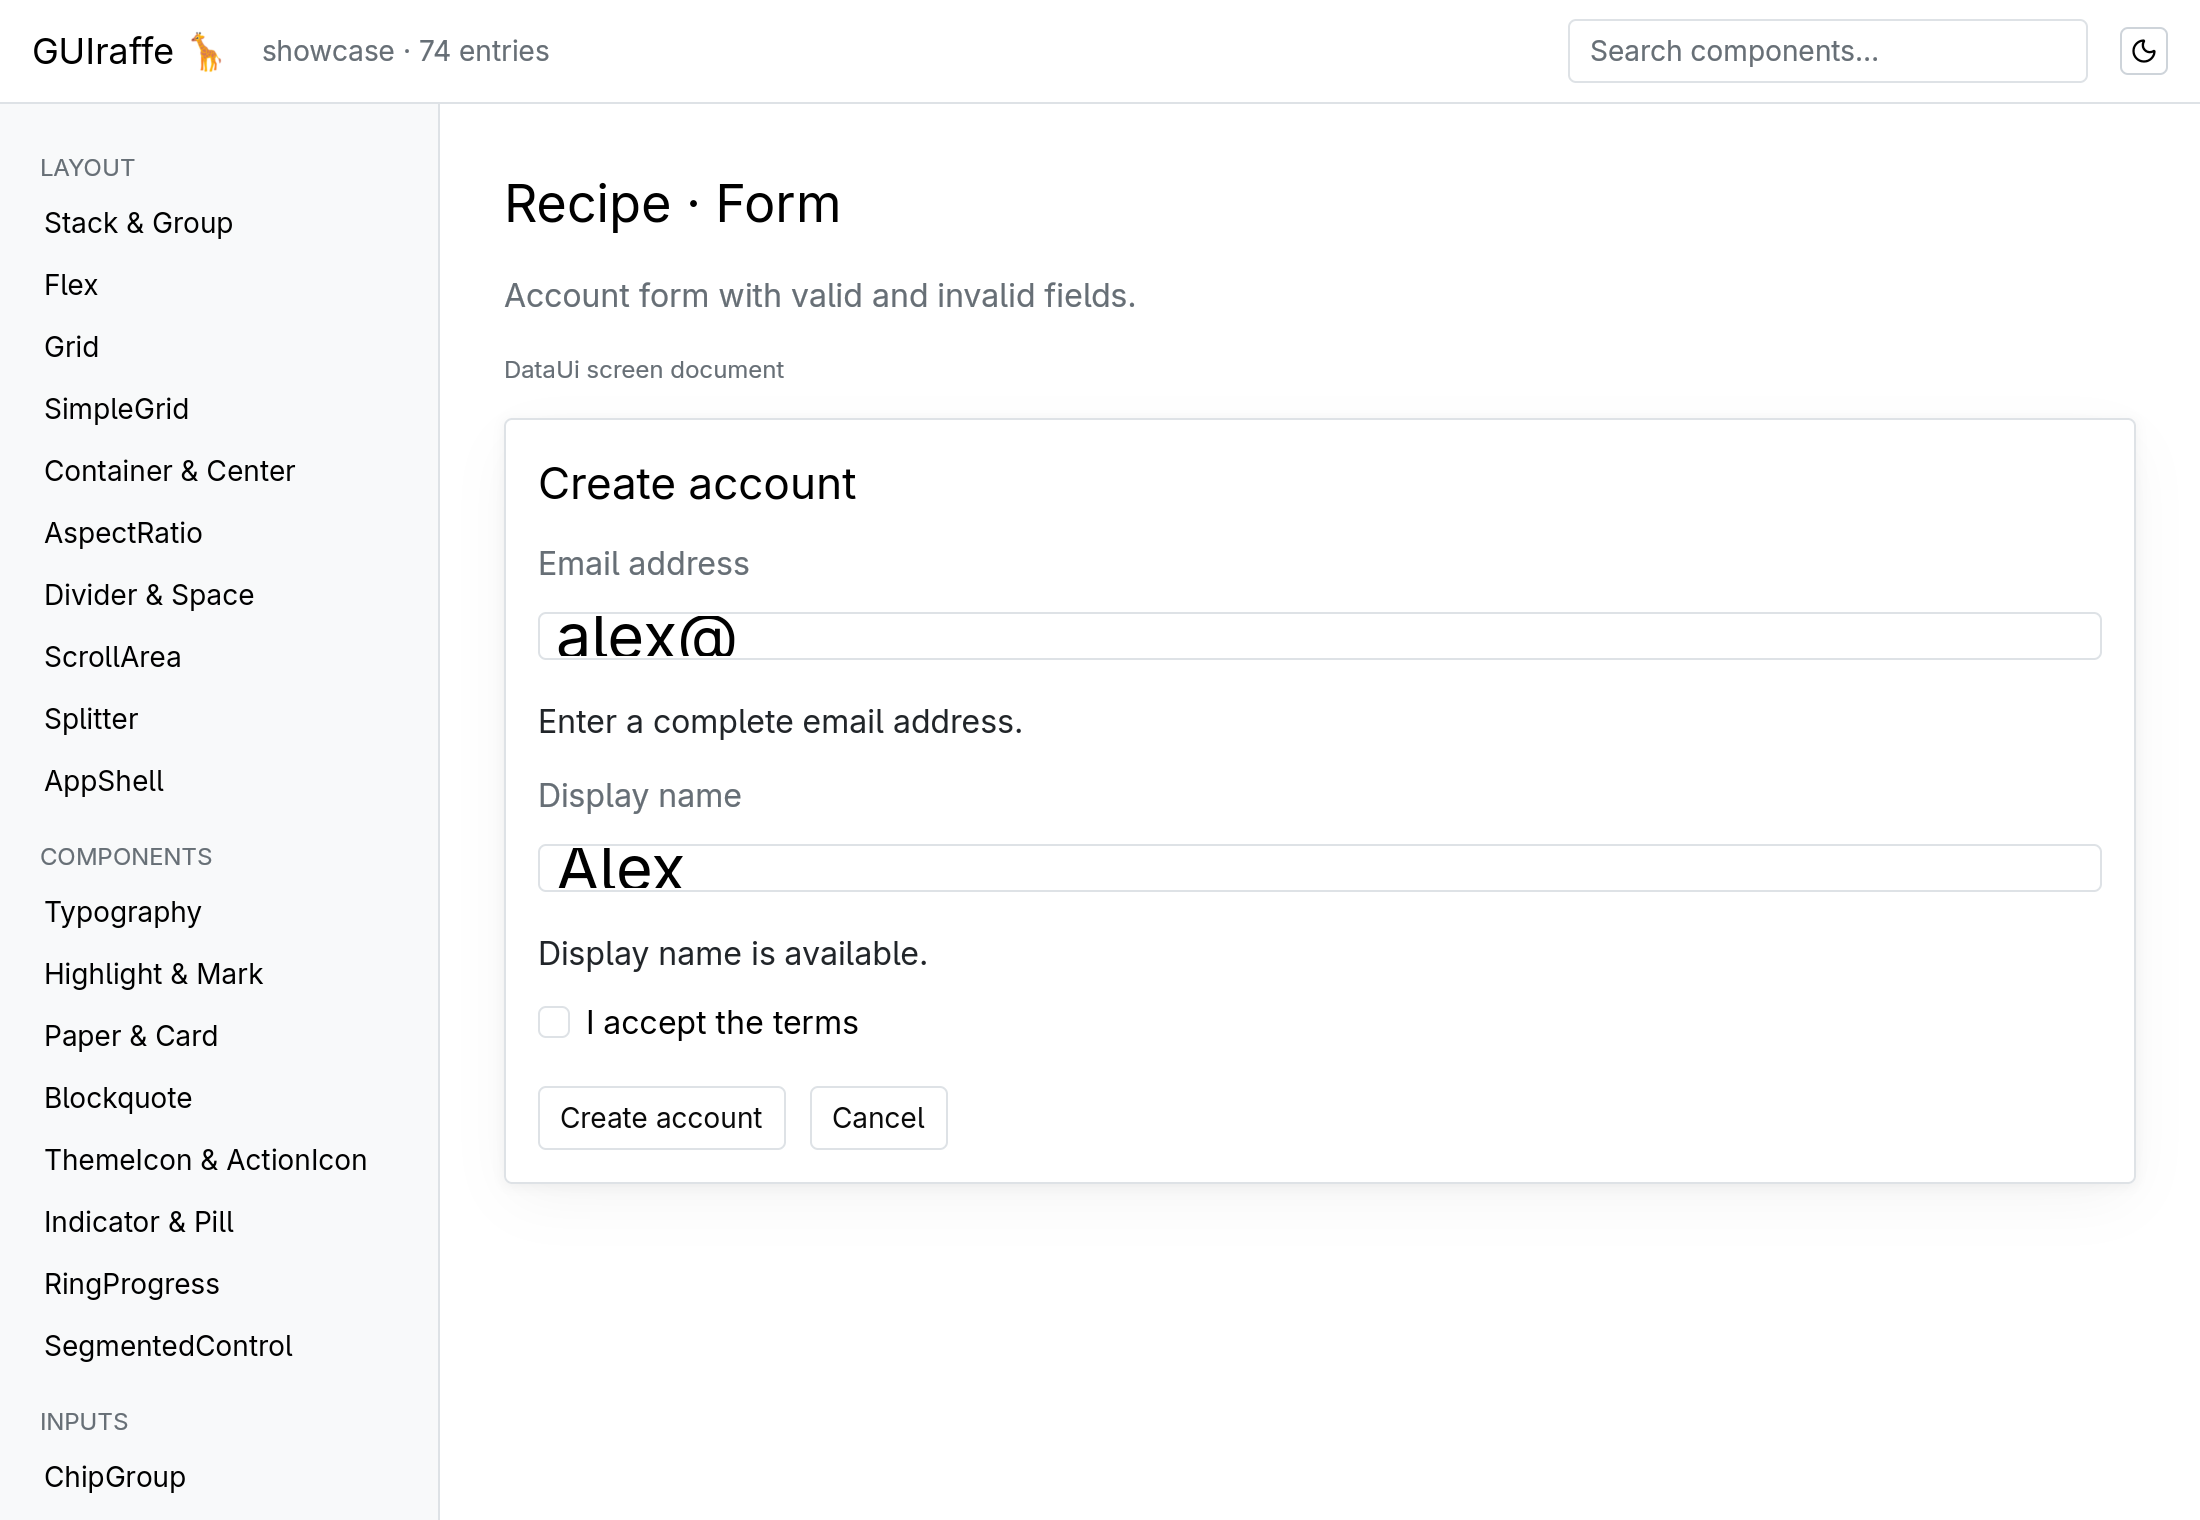 GUIraffe 🦒 showcase · 74 entries Search components...
LAYOUT
Stack & Group
Flex
Grid
SimpleGrid
Container & Center
AspectRatio
Divider & Space
ScrollArea
Splitter
AppShell
COMPONENTS
Typography
Highlight & Mark
Paper & Card
Blockquote
ThemeIcon & ActionIcon
Indicator & Pill
RingProgress
SegmentedControl
INPUTS
ChipGroup
Recipe · Form
Account form with valid and invalid fields.
DataUi screen document
Create account
Email address
alex@
Enter a complete email address.
Display name
Alex
Display name is available.
I accept the terms
Create account Cancel